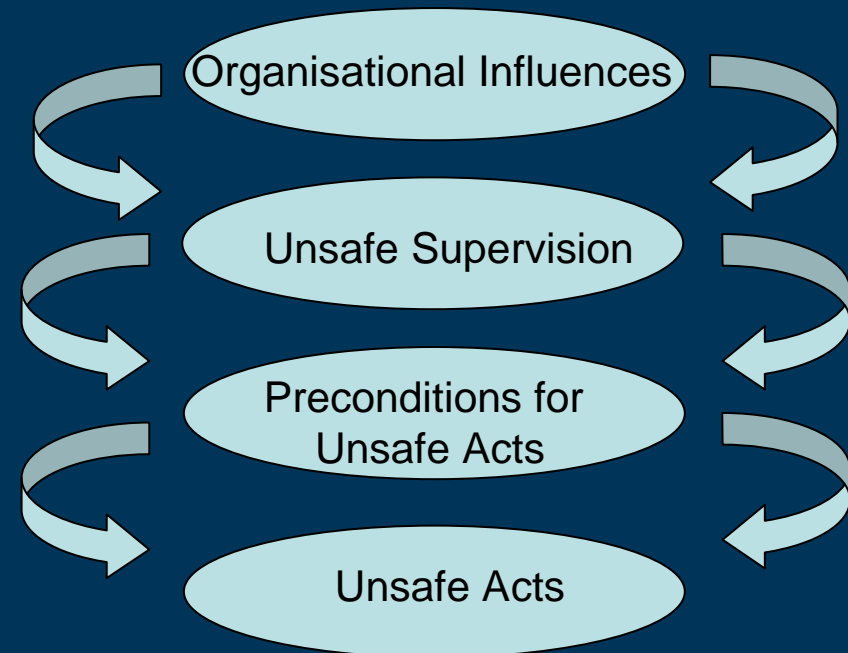 Organisational Influences
Unsafe Supervision
Preconditions for
Unsafe Acts
Unsafe Acts